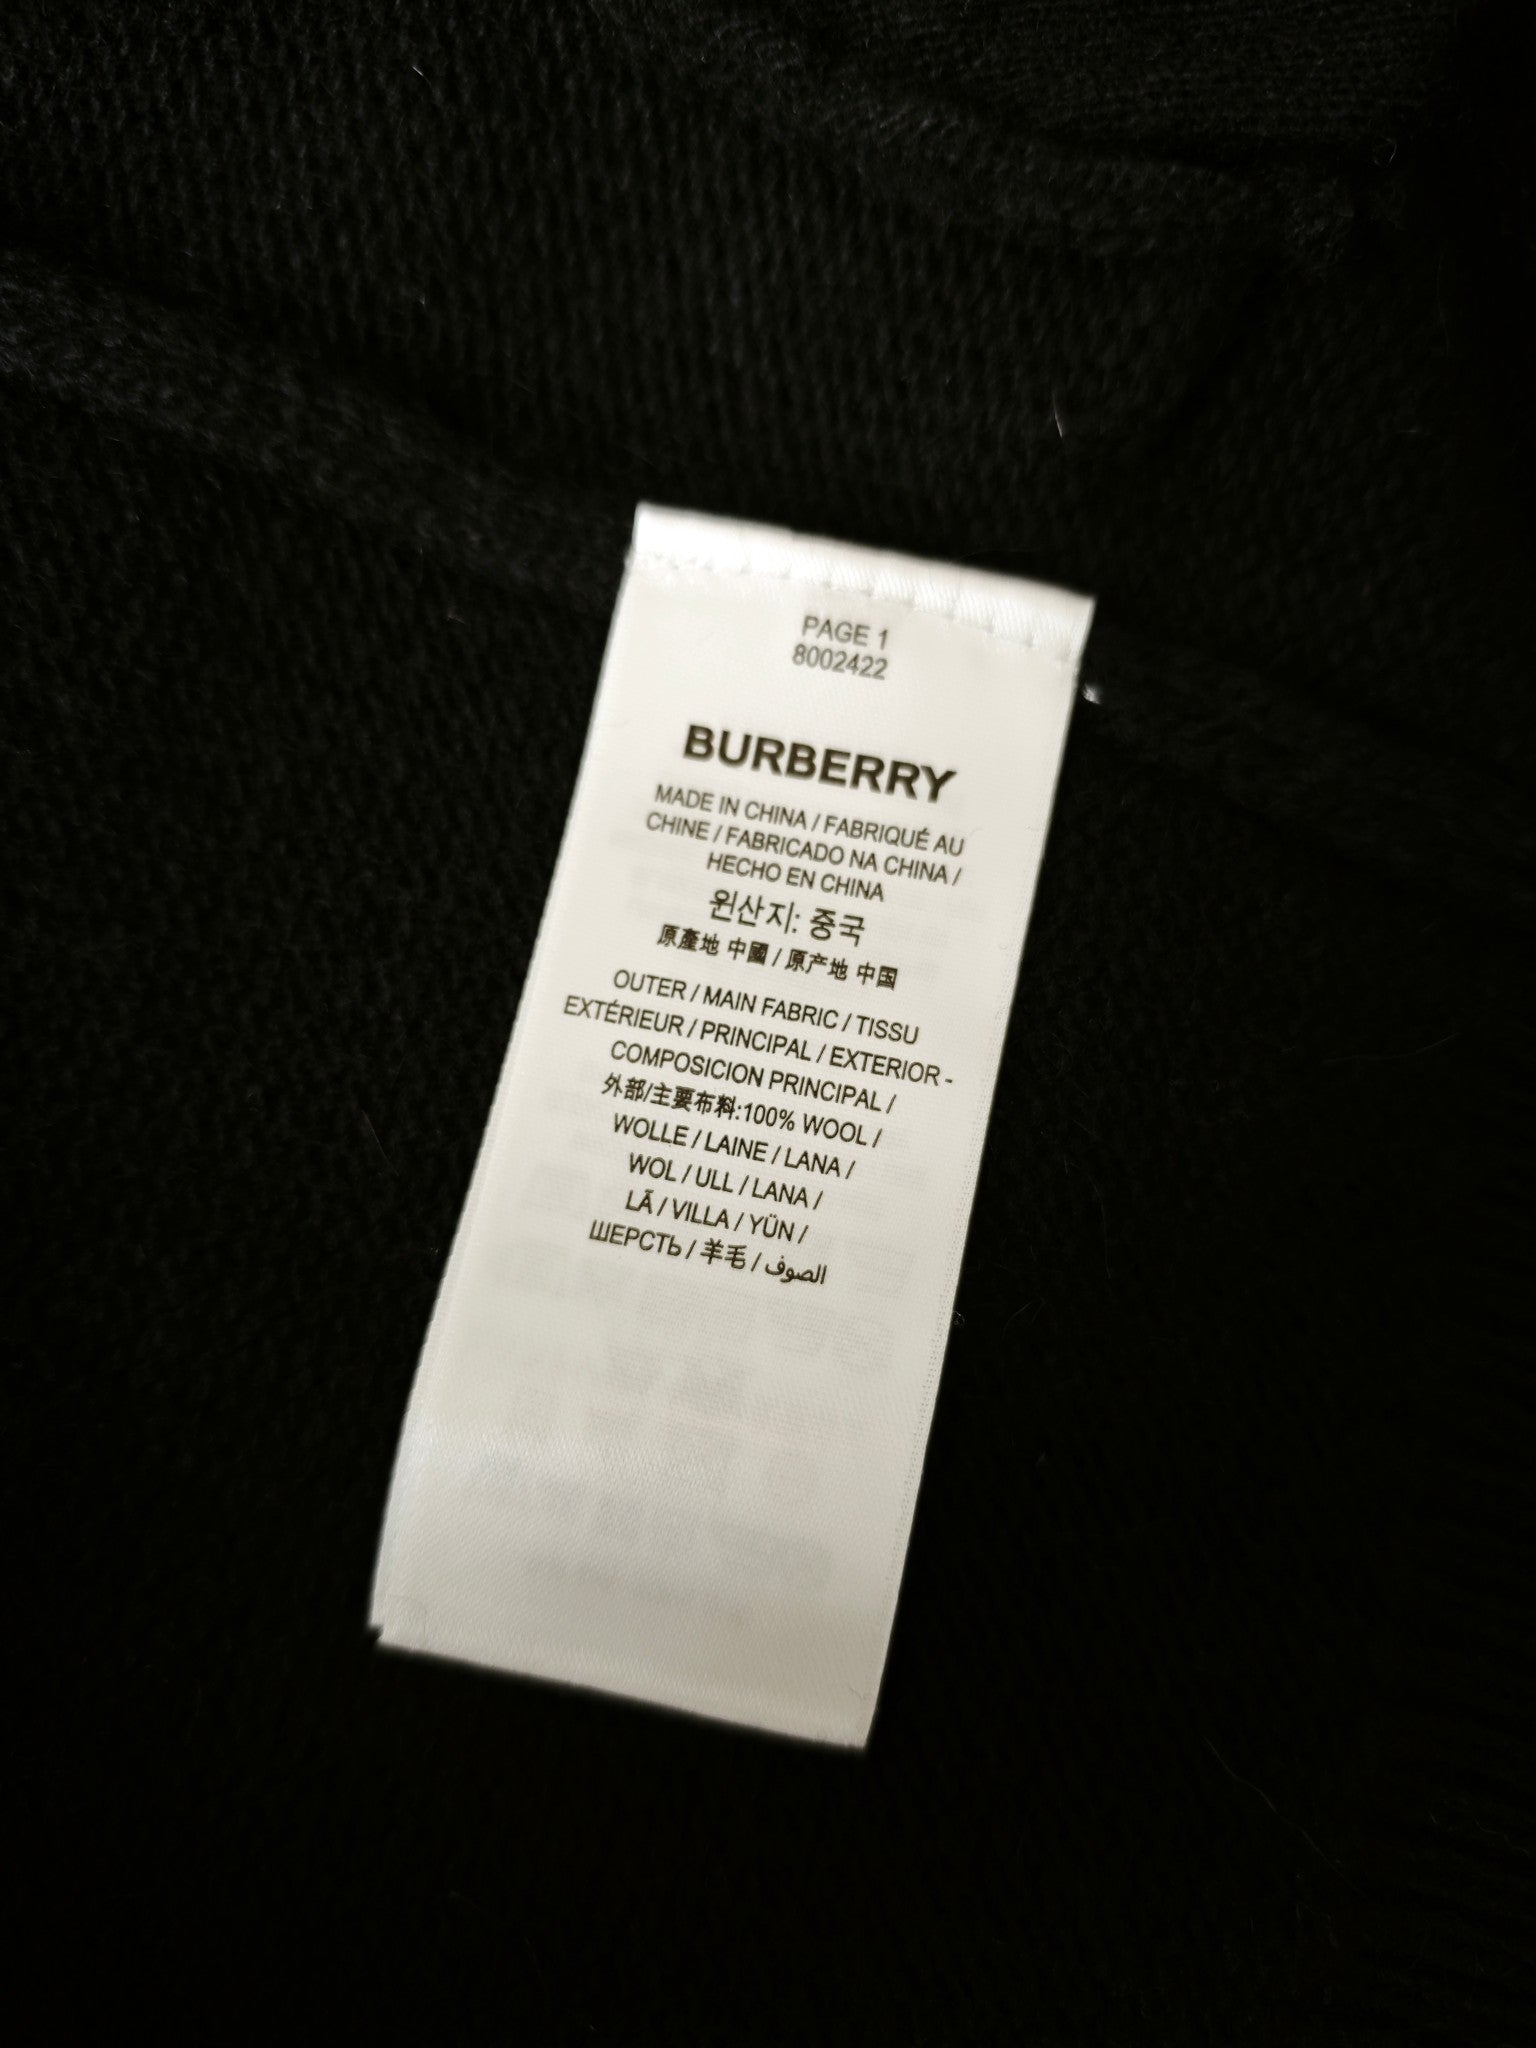 PAGE 1
8002422
BURBERRY
MADE IN CHINA / FABRIQUÉ AU
CHINE / FABRICADO NA CHINA /
HECHO EN CHINA
원산지: 중국
原產地 中國 / 原产地 中国
OUTER / MAIN FABRIC / TISSU
EXTÉRIEUR / PRINCIPAL / EXTERIOR -
COMPOSICION PRINCIPAL /
外部/主要布料:100% WOOL /
WOLLE / LAINE / LANA /
WOL / ULL / LANA /
LÃ / VILLA / YÜN /
ШЕРСТЬ / 羊毛 / الصوف